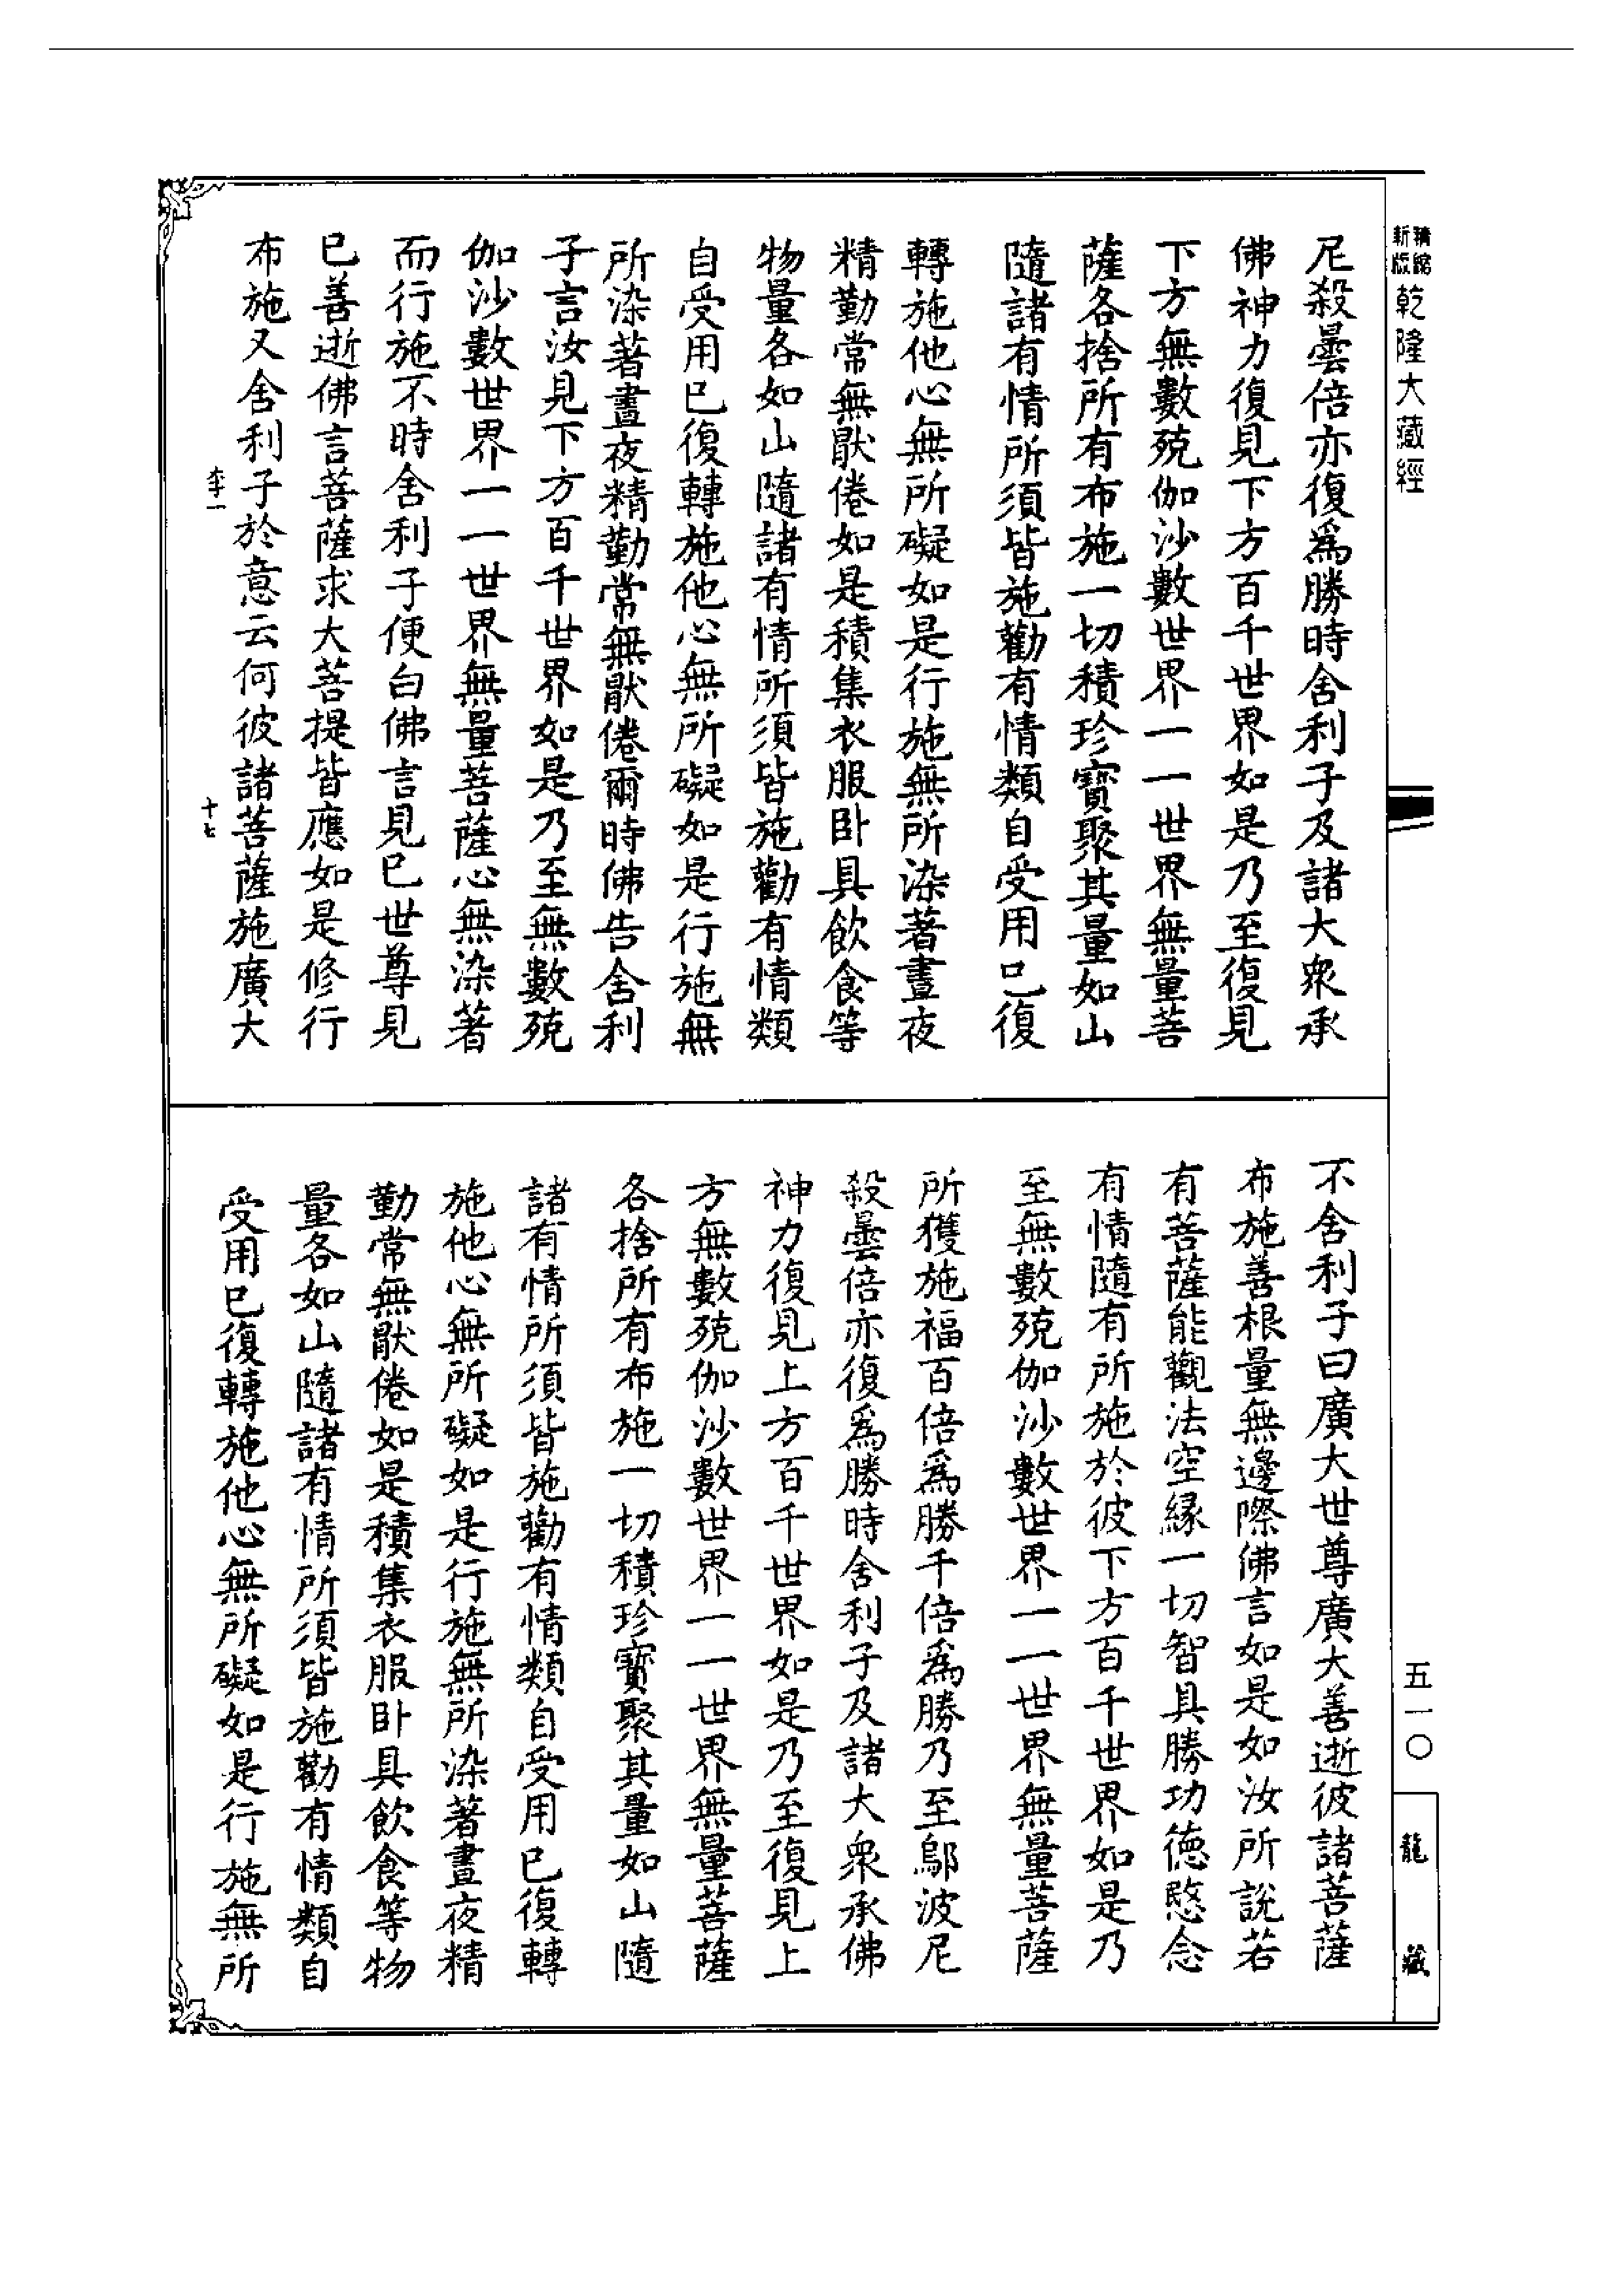 新版
精縮
乾隆大藏經
尼殺曇倍亦復爲勝時舍利子及諸大衆承
佛神力復見下方百千世界如是乃至復見
下方無數殑伽沙數世界一一世界無量菩
薩各捨所有布施一切積珍寶聚其量如山
隨諸有情所須皆施勸有情類自受用已復
轉施他心無所礙如是行施無所染著晝夜
精勤常無猒倦如是積集衣服卧具飲食等
物量各如山隨諸有情所須皆施勸有情類
自受用已復轉施他心無所礙如是行施無
所染著晝夜精勤常無猒倦爾時佛告舍利
子言汝見下方百千世界如是乃至無數殑
伽沙數世界一一世界無量菩薩心無染著
而行施不時舍利子便白佛言見已世尊見
已善逝佛言菩薩求大菩提皆應如是修行
布施又舍利子於意云何彼諸菩薩施廣大
李一
十七
不舍利子曰廣大世尊廣大善逝彼諸菩薩
布施善根量無邊際佛言如是如汝所說若
有菩薩能觀法空緣一切智具勝功德愍念
有情隨有所施於彼下方百千世界如是乃
至無數殑伽沙數世界一一世界無量菩薩
所獲施福百倍爲勝千倍爲勝乃至鄔波尼
殺曇倍亦復爲勝時舍利子及諸大衆承佛
神力復見上方百千世界如是乃至復見上
方無數殑伽沙數世界一一世界無量菩薩
各捨所有布施一切積珍寶聚其量如山隨
諸有情所須皆施勸有情類自受用已復轉
施他心無所礙如是行施無所染著晝夜精
勤常無猒倦如是積集衣服卧具飲食等物
量各如山隨諸有情所須皆施勸有情類自
受用已復轉施他心無所礙如是行施無所
五一〇
龍藏